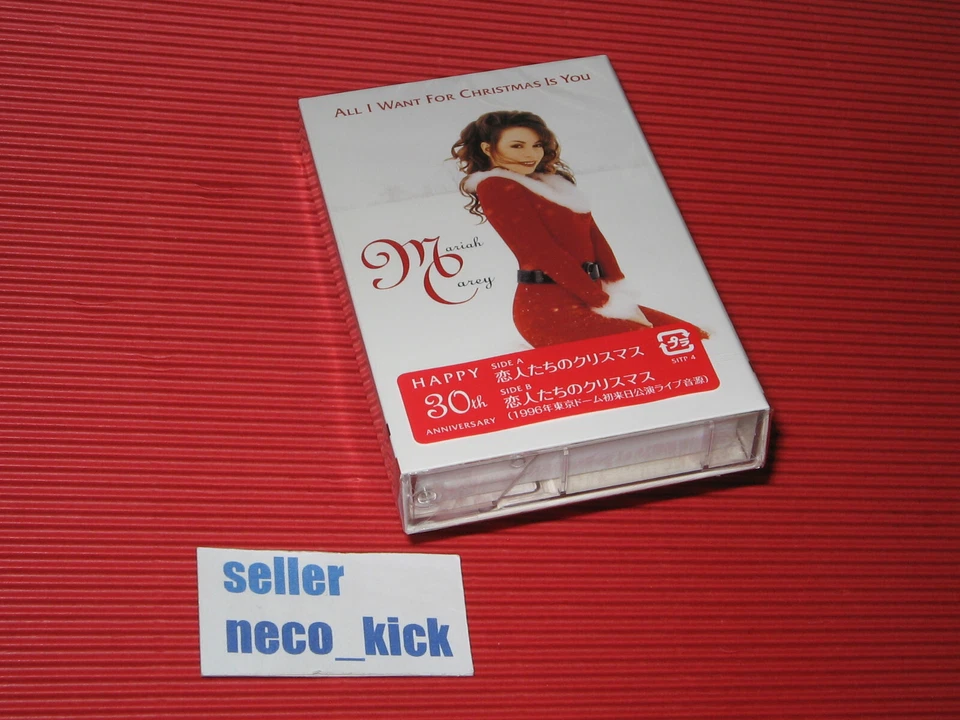 ALL I WANT FOR CHRISTMAS IS YOU
Mariah
Carey
HAPPY
30th
ANNIVERSARY
SIDE A
恋人たちのクリスマス
SIDE B
恋人たちのクリスマス
(1996年東京ドーム初来日公演ライブ音源)
プラ
SITP 4
seller
neco_kick